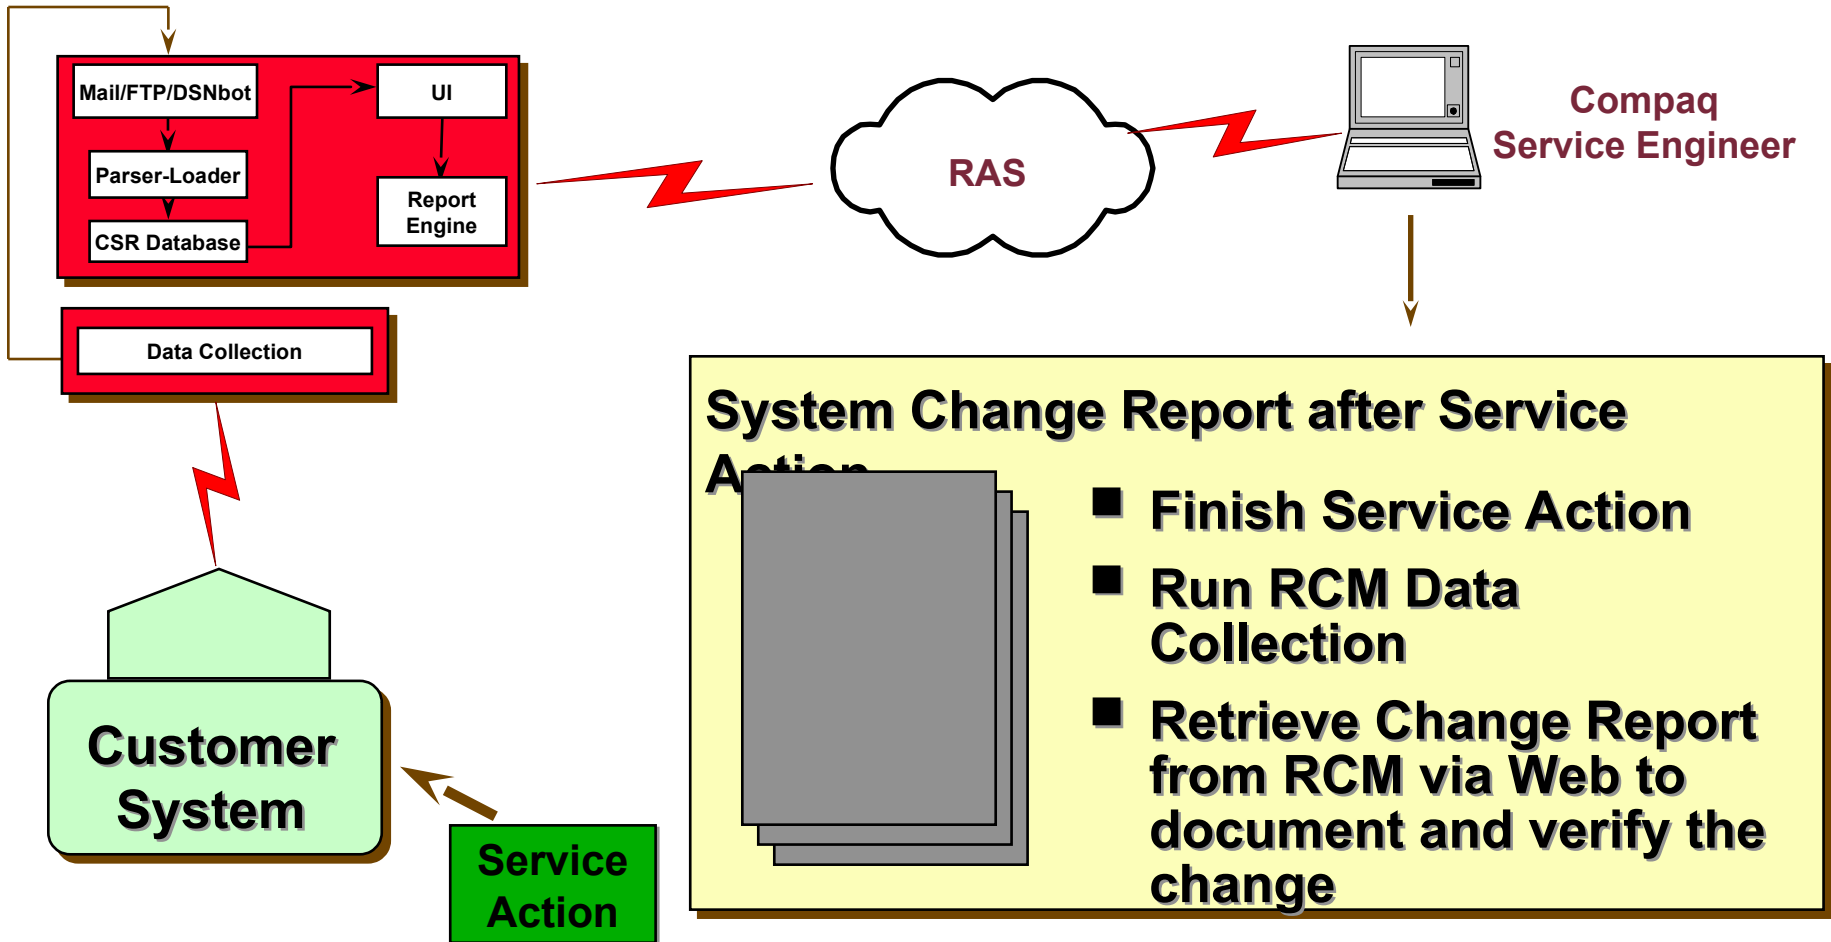 Mail/FTP/DSNbot
Parser-Loader
CSR Database
UI
Report
Engine
RAS
Compaq
Service Engineer
Data Collection
Customer
System
Service
Action
System Change Report after Service
Action
Finish Service Action
Run RCM Data
Collection
Retrieve Change Report
from RCM via Web to
document and verify the
change